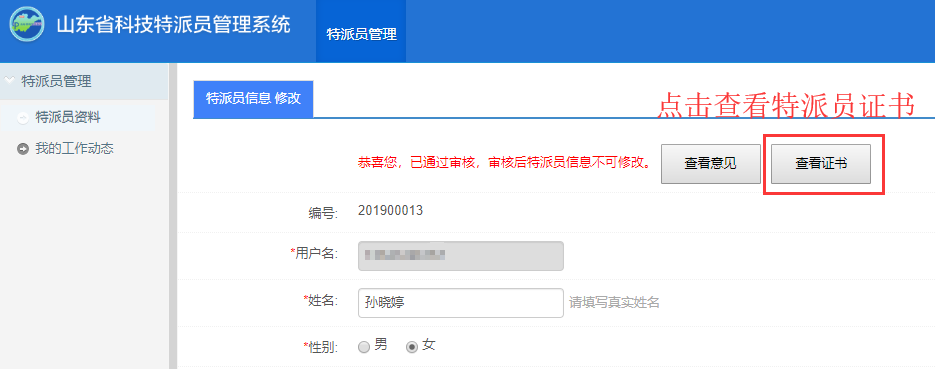 山东省科技特派员管理系统
特派员管理
特派员管理
特派员资料
我的工作动态
特派员信息 修改
点击查看特派员证书
恭喜您，已通过审核，审核后特派员信息不可修改。
查看意见
查看证书
编号: 201900013
*用户名:
*姓名: 孙晓婷 请填写真实姓名
*性别: 男 女